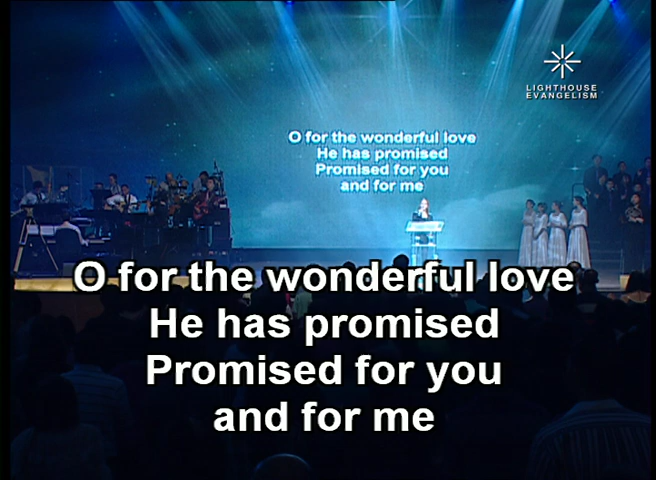 LIGHTHOUSE
EVANGELISM
O for the wonderful love
He has promised
Promised for you
and for me
O for the wonderful love
He has promised
Promised for you
and for me